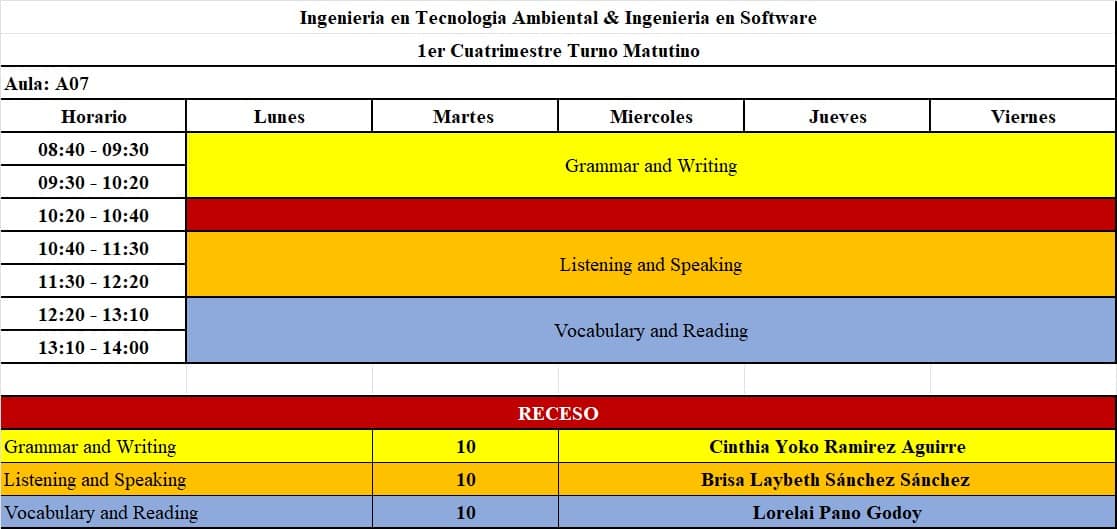 Ingenieria en Tecnologia Ambiental & Ingenieria en Software
1er Cuatrimestre Turno Matutino
Aula: A07
Horario Lunes Martes Miercoles Jueves Viernes
08:40 - 09:30
Grammar and Writing
09:30 - 10:20
10:20 - 10:40
10:40 - 11:30
Listening and Speaking
11:30 - 12:20
12:20 - 13:10
Vocabulary and Reading
13:10 - 14:00
RECESO
Grammar and Writing 10 Cinthia Yoko Ramirez Aguirre
Listening and Speaking 10 Brisa Laybeth Sánchez Sánchez
Vocabulary and Reading 10 Lorelai Pano Godoy